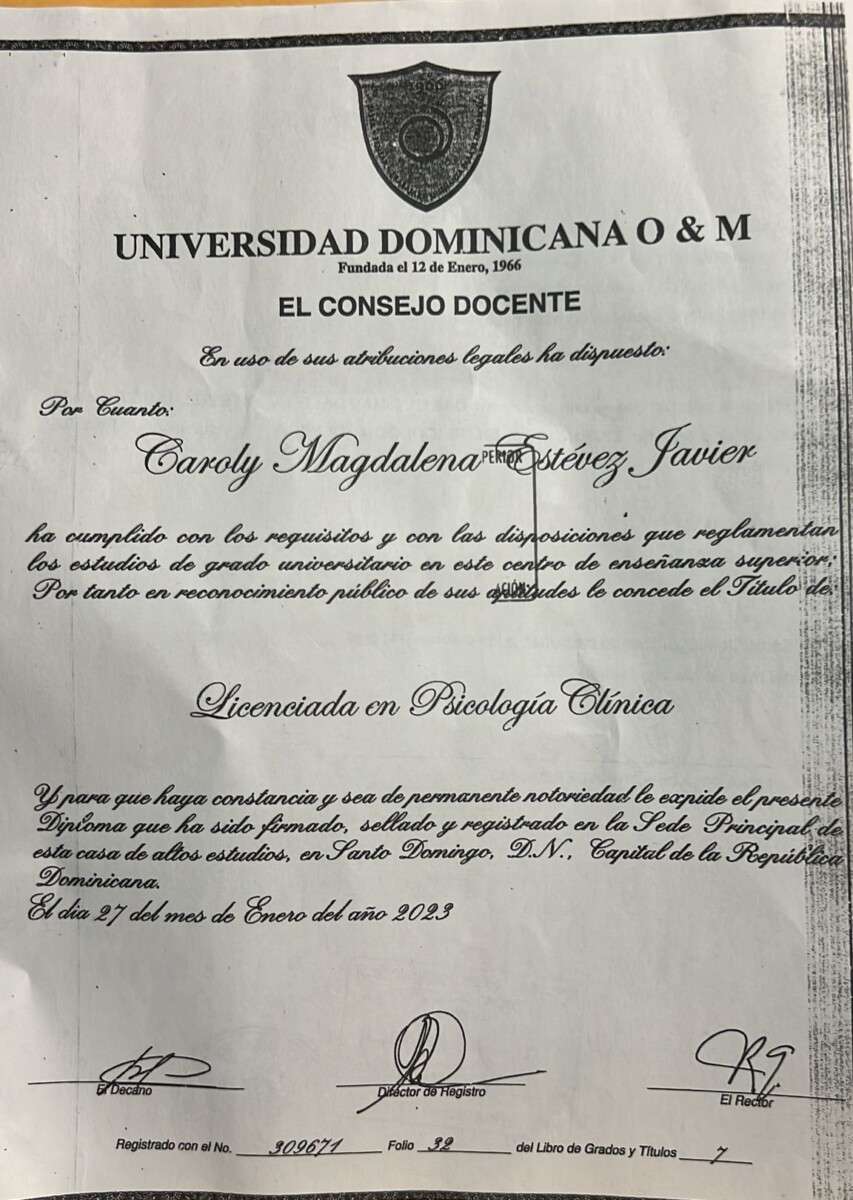 1966
UNIVERSIDAD DOMINICANA O & M
Fundada el 12 de Enero, 1966
EL CONSEJO DOCENTE
En uso de sus atribuciones legales ha dispuesto:
Por Cuanto:
Caroly Magdalena Estévez Javier
PERIOR
ha cumplido con los requisitos y con las disposiciones que reglamentan
los estudios de grado universitario en este centro de enseñanza superior;
Por tanto en reconocimiento público de sus aptitudes le concede el Título de:
CIÓN
Licenciada en Psicología Clínica
Y para que haya constancia y sea de permanente notoriedad le expide el presente
Diploma que ha sido firmado, sellado y registrado en la Sede Principal de
esta casa de altos estudios, en Santo Domingo, D.N., Capital de la República
Dominicana.
El dia 27 del mes de Enero del año 2023
El Decano
Director de Registro
El Rector
Registrado con el No. 309671 Folio 32 del Libro de Grados y Títulos 7